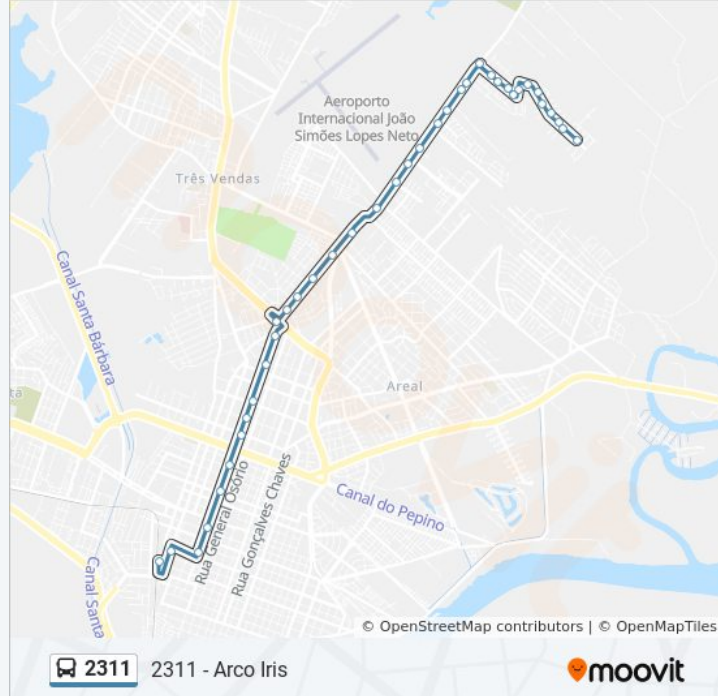 Aeroporto
Internacional João
Simões Lopes Neto
Três Vendas
Canal Santa Bárbara
Areal
ta
Rua General Osório
Rua Gonçalves Chaves
Canal do Pepino
Canal Santa
© OpenStreetMap contributors | © OpenMapTiles
2311 2311 - Arco Iris
moovit